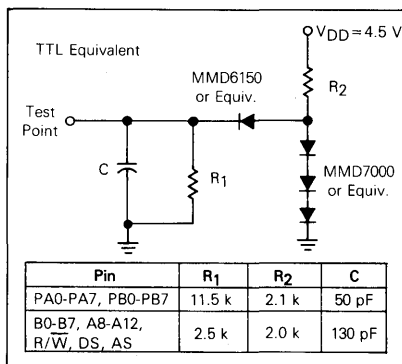 TTL Equivalent
VDD = 4.5 V
MMD6150
or Equiv.
R2
Test
Point
C
R1
MMD7000
or Equiv.
Pin R1 R2 C
PA0-PA7, PB0-PB7 11.5 k 2.1 k 50 pF
B0-B7, A8-A12,
R/W̅, DS, AS 2.5 k 2.0 k 130 pF